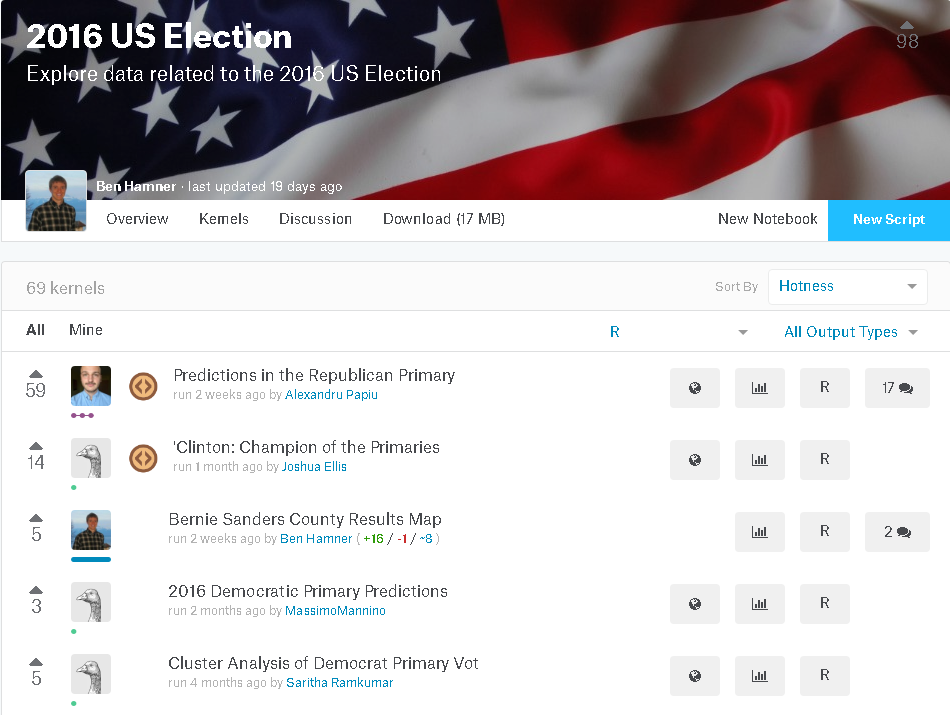 2016 US Election
98
Explore data related to the 2016 US Election
Ben Hamner · last updated 19 days ago
Overview Kernels Discussion Download (17 MB) New Notebook New Script
69 kernels Sort By Hotness
All Mine R All Output Types
59 Predictions in the Republican Primary R 17
run 2 weeks ago by Alexandru Papiu
14 'Clinton: Champion of the Primaries R
run 1 month ago by Joshua Ellis
5 Bernie Sanders County Results Map R 2
run 2 weeks ago by Ben Hamner ( +16 / -1 / ~8 )
3 2016 Democratic Primary Predictions R
run 2 months ago by MassimoMannino
5 Cluster Analysis of Democrat Primary Vot R
run 4 months ago by Saritha Ramkumar